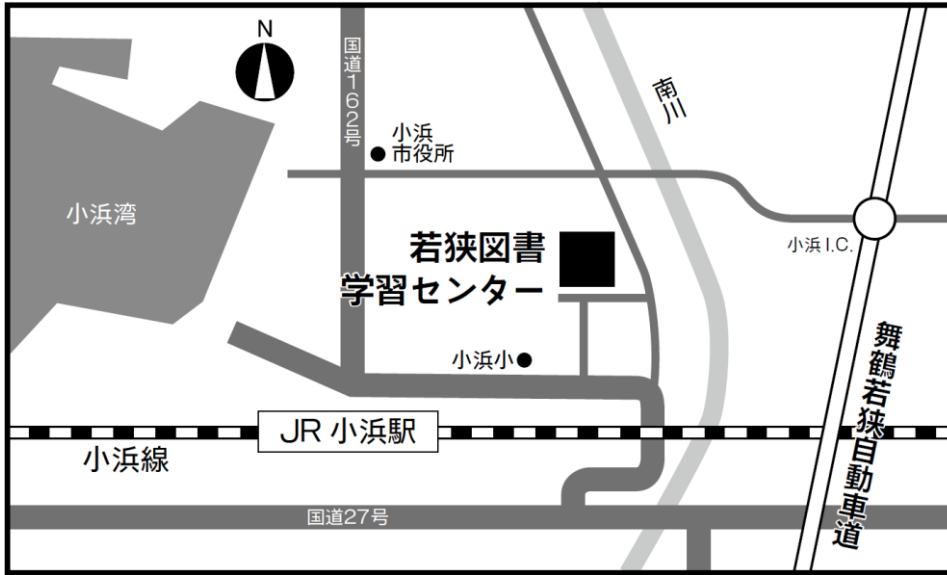 N
国道162号
小浜
市役所
南川
小浜湾
若狭図書
学習センター
小浜I.C.
小浜小
舞鶴若狭自動車道
JR 小浜駅
小浜線
国道27号